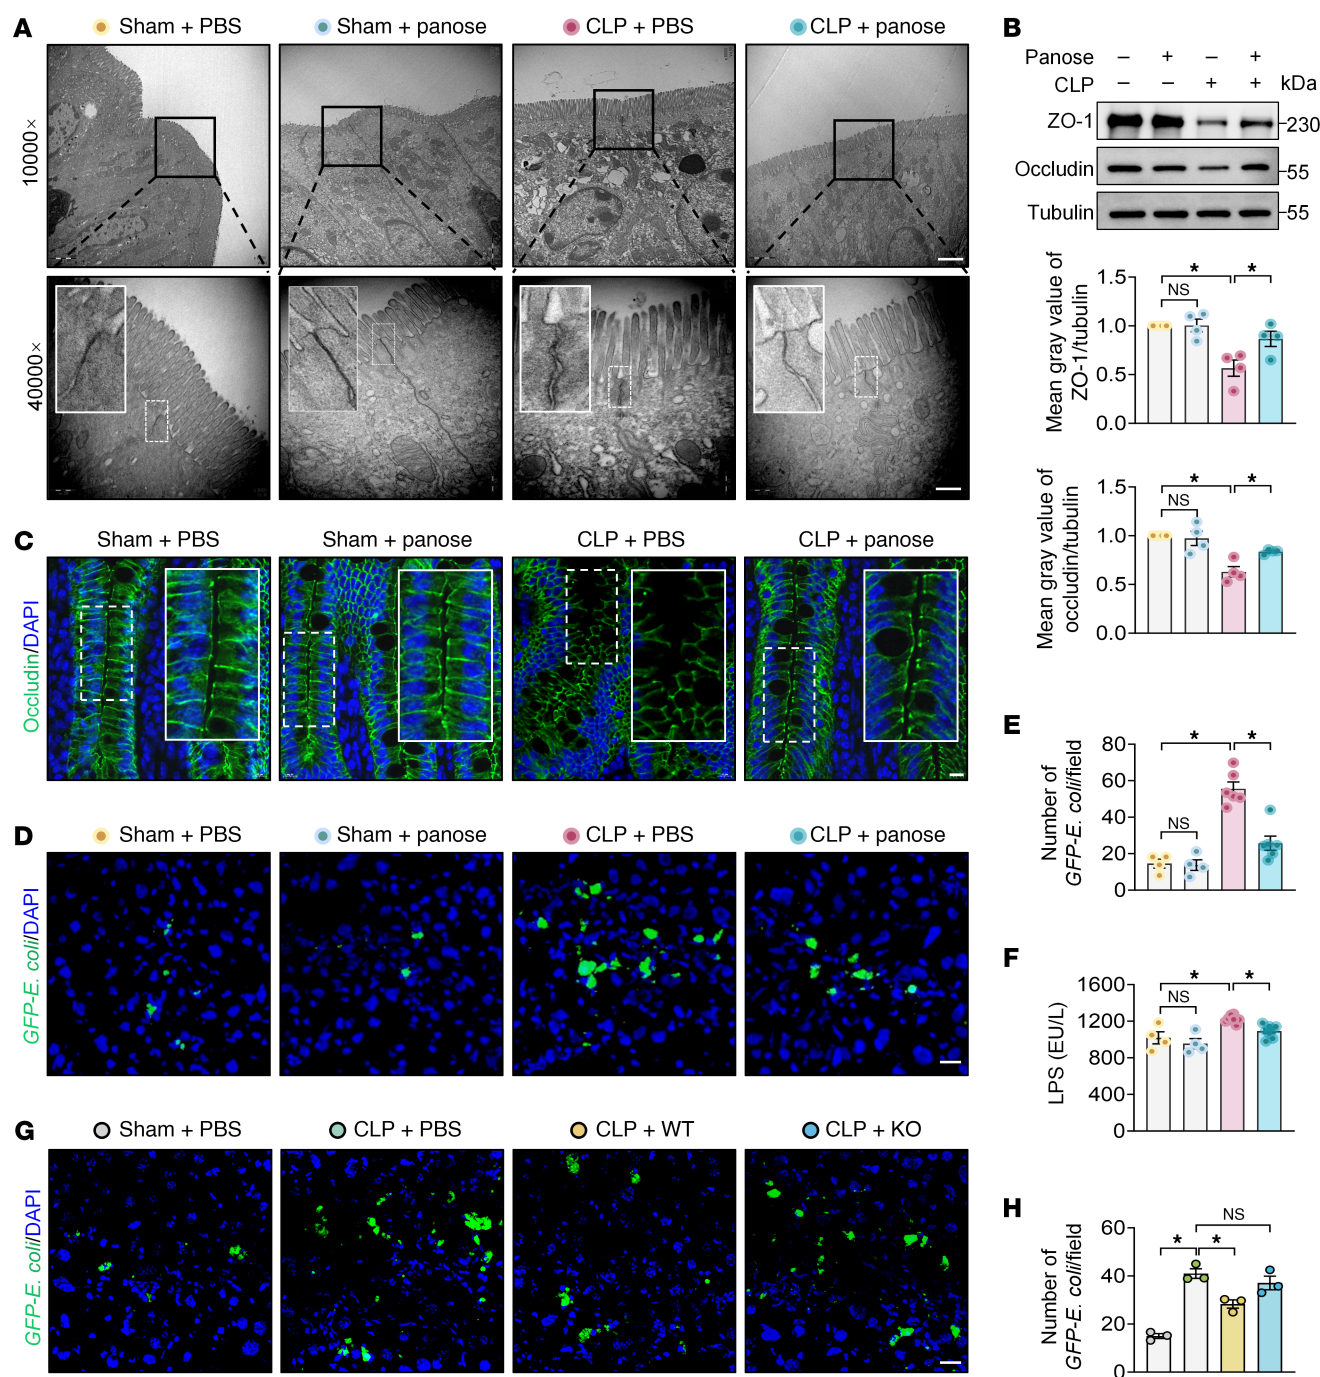 A
Sham + PBS
Sham + panose
CLP + PBS
CLP + panose
10000×
40000×
B
Panose – + – +
CLP – – + + kDa
ZO-1 230
Occludin 55
Tubulin 55
Mean gray value of
ZO-1/tubulin
1.5
1.0
0.5
0.0
NS
*
*
Mean gray value of
occludin/tubulin
1.5
1.0
0.5
0.0
NS
*
*
C
Sham + PBS
Sham + panose
CLP + PBS
CLP + panose
Occludin/DAPI
D
Sham + PBS
Sham + panose
CLP + PBS
CLP + panose
GFP-E. coli/DAPI
E
Number of
GFP-E. coli/field
80
60
40
20
0
NS
*
*
F
LPS (EU/L)
1600
1200
800
400
0
NS
*
*
G
Sham + PBS
CLP + PBS
CLP + WT
CLP + KO
GFP-E. coli/DAPI
H
Number of
GFP-E. coli/field
60
40
20
0
*
*
NS